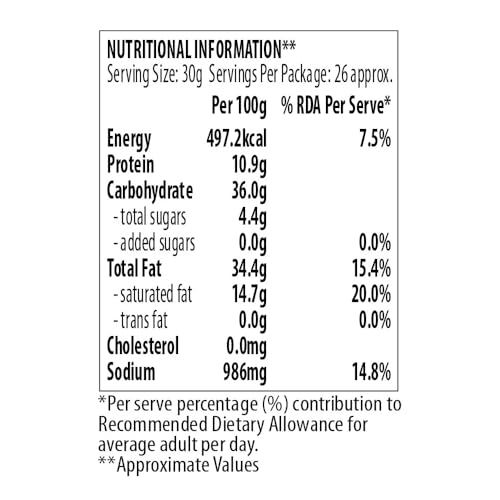 NUTRITIONAL INFORMATION**
Serving Size: 30g Servings Per Package: 26 approx.
Per 100g % RDA Per Serve*
Energy 497.2kcal 7.5%
Protein 10.9g
Carbohydrate 36.0g
- total sugars 4.4g
- added sugars 0.0g 0.0%
Total Fat 34.4g 15.4%
- saturated fat 14.7g 20.0%
- trans fat 0.0g 0.0%
Cholesterol 0.0mg
Sodium 986mg 14.8%
*Per serve percentage (%) contribution to
Recommended Dietary Allowance for
average adult per day.
**Approximate Values